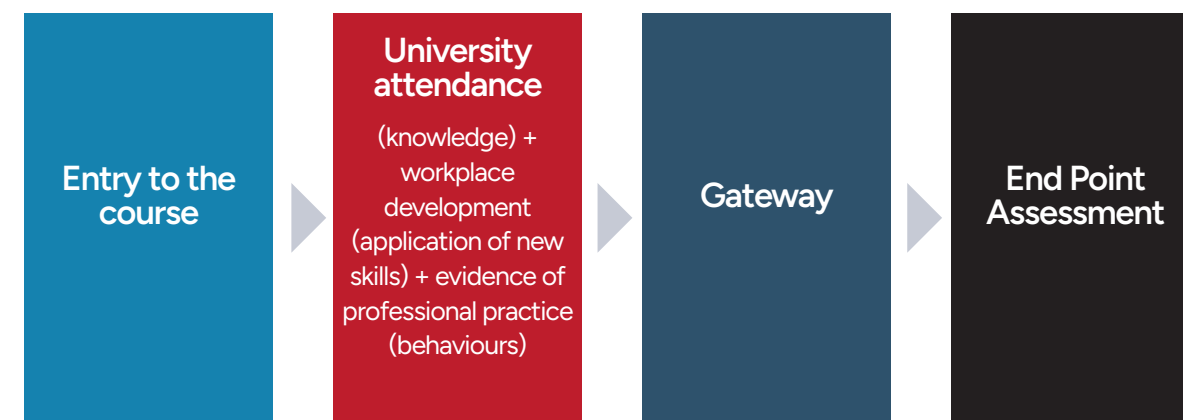 Entry to the
course
University
attendance
(knowledge) +
workplace
development
(application of new
skills) + evidence of
professional practice
(behaviours)
Gateway
End Point
Assessment